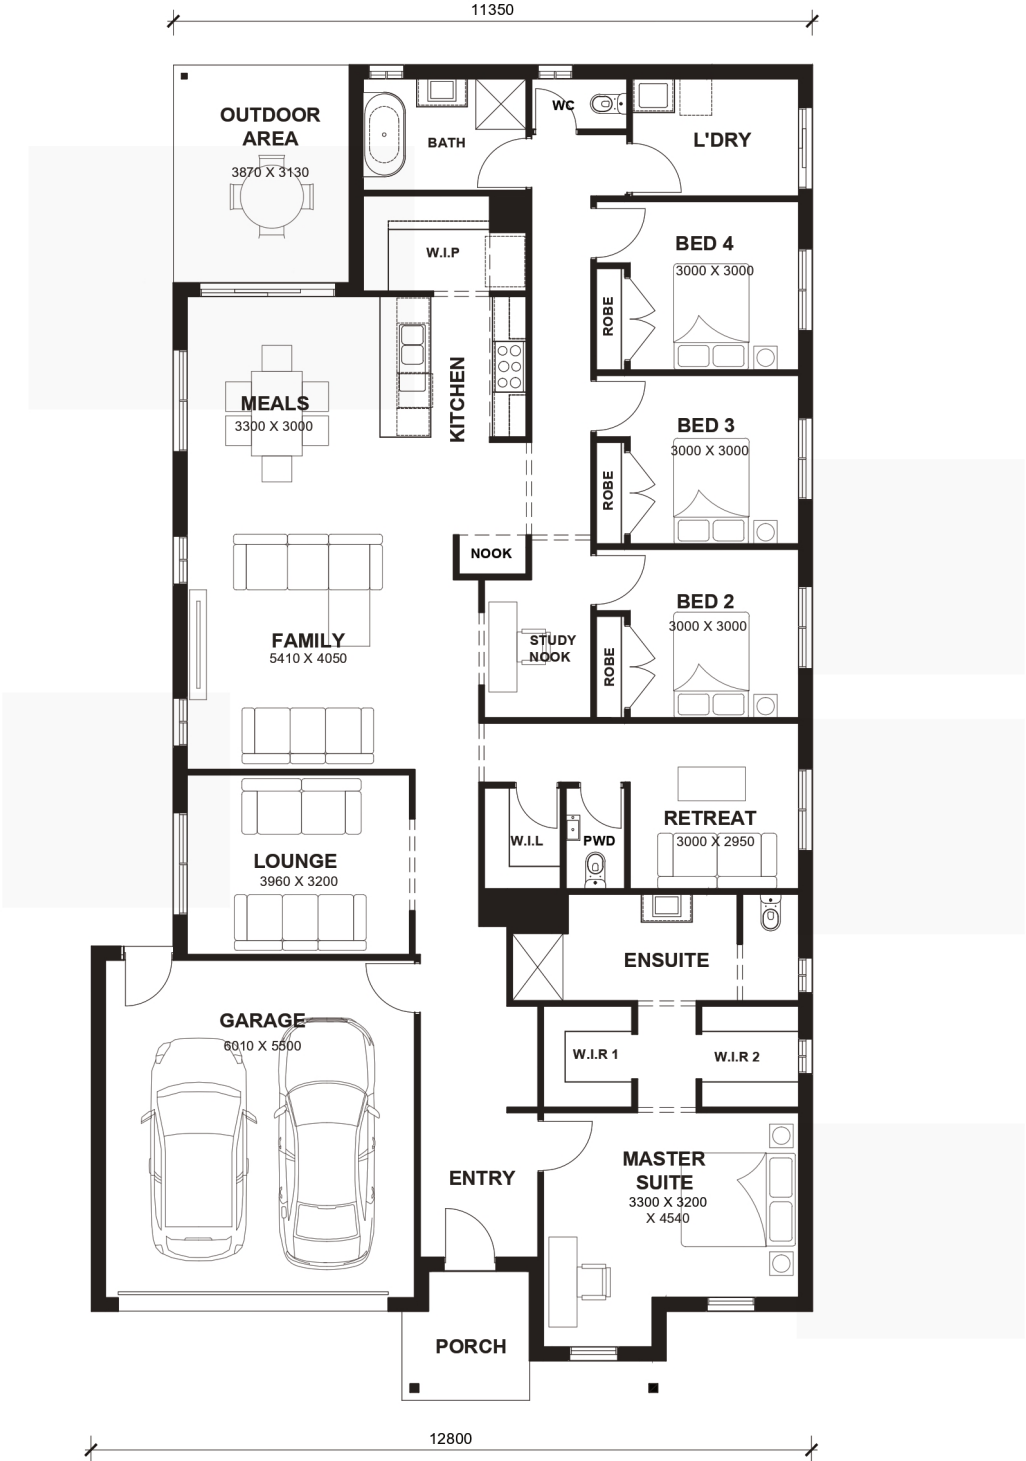 11350
OUTDOOR
AREA
3870 X 3130
BATH
WC
L'DRY
W.I.P
BED 4
3000 X 3000
ROBE
KITCHEN
MEALS
3300 X 3000
BED 3
3000 X 3000
ROBE
NOOK
BED 2
3000 X 3000
STUDY
NOOK
ROBE
FAMILY
5410 X 4050
RETREAT
3000 X 2950
W.I.L
PWD
LOUNGE
3960 X 3200
ENSUITE
GARAGE
6010 X 5500
W.I.R 1
W.I.R 2
ENTRY
MASTER
SUITE
3300 X 3200
X 4540
PORCH
12800